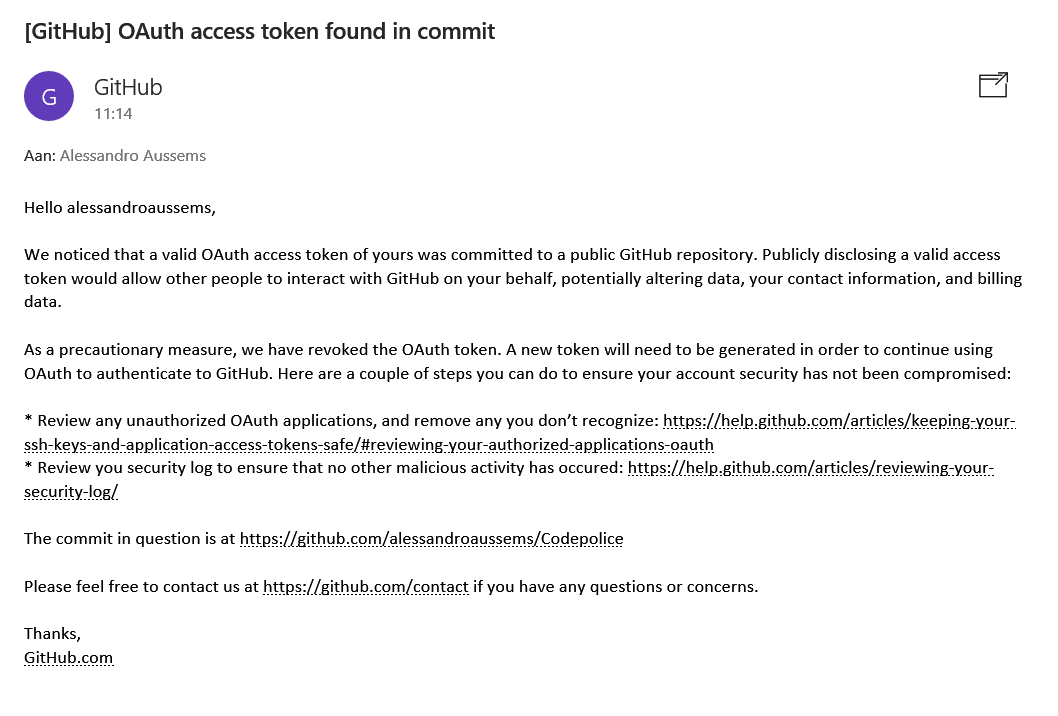 [GitHub] OAuth access token found in commit
G
GitHub
11:14
Aan: Alessandro Aussems
Hello alessandroaussems,
We noticed that a valid OAuth access token of yours was committed to a public GitHub repository. Publicly disclosing a valid access
token would allow other people to interact with GitHub on your behalf, potentially altering data, your contact information, and billing
data.
As a precautionary measure, we have revoked the OAuth token. A new token will need to be generated in order to continue using
OAuth to authenticate to GitHub. Here are a couple of steps you can do to ensure your account security has not been compromised:
* Review any unauthorized OAuth applications, and remove any you don’t recognize: https://help.github.com/articles/keeping-your-
ssh-keys-and-application-access-tokens-safe/#reviewing-your-authorized-applications-oauth
* Review you security log to ensure that no other malicious activity has occured: https://help.github.com/articles/reviewing-your-
security-log/
The commit in question is at https://github.com/alessandroaussems/Codepolice
Please feel free to contact us at https://github.com/contact if you have any questions or concerns.
Thanks,
GitHub.com